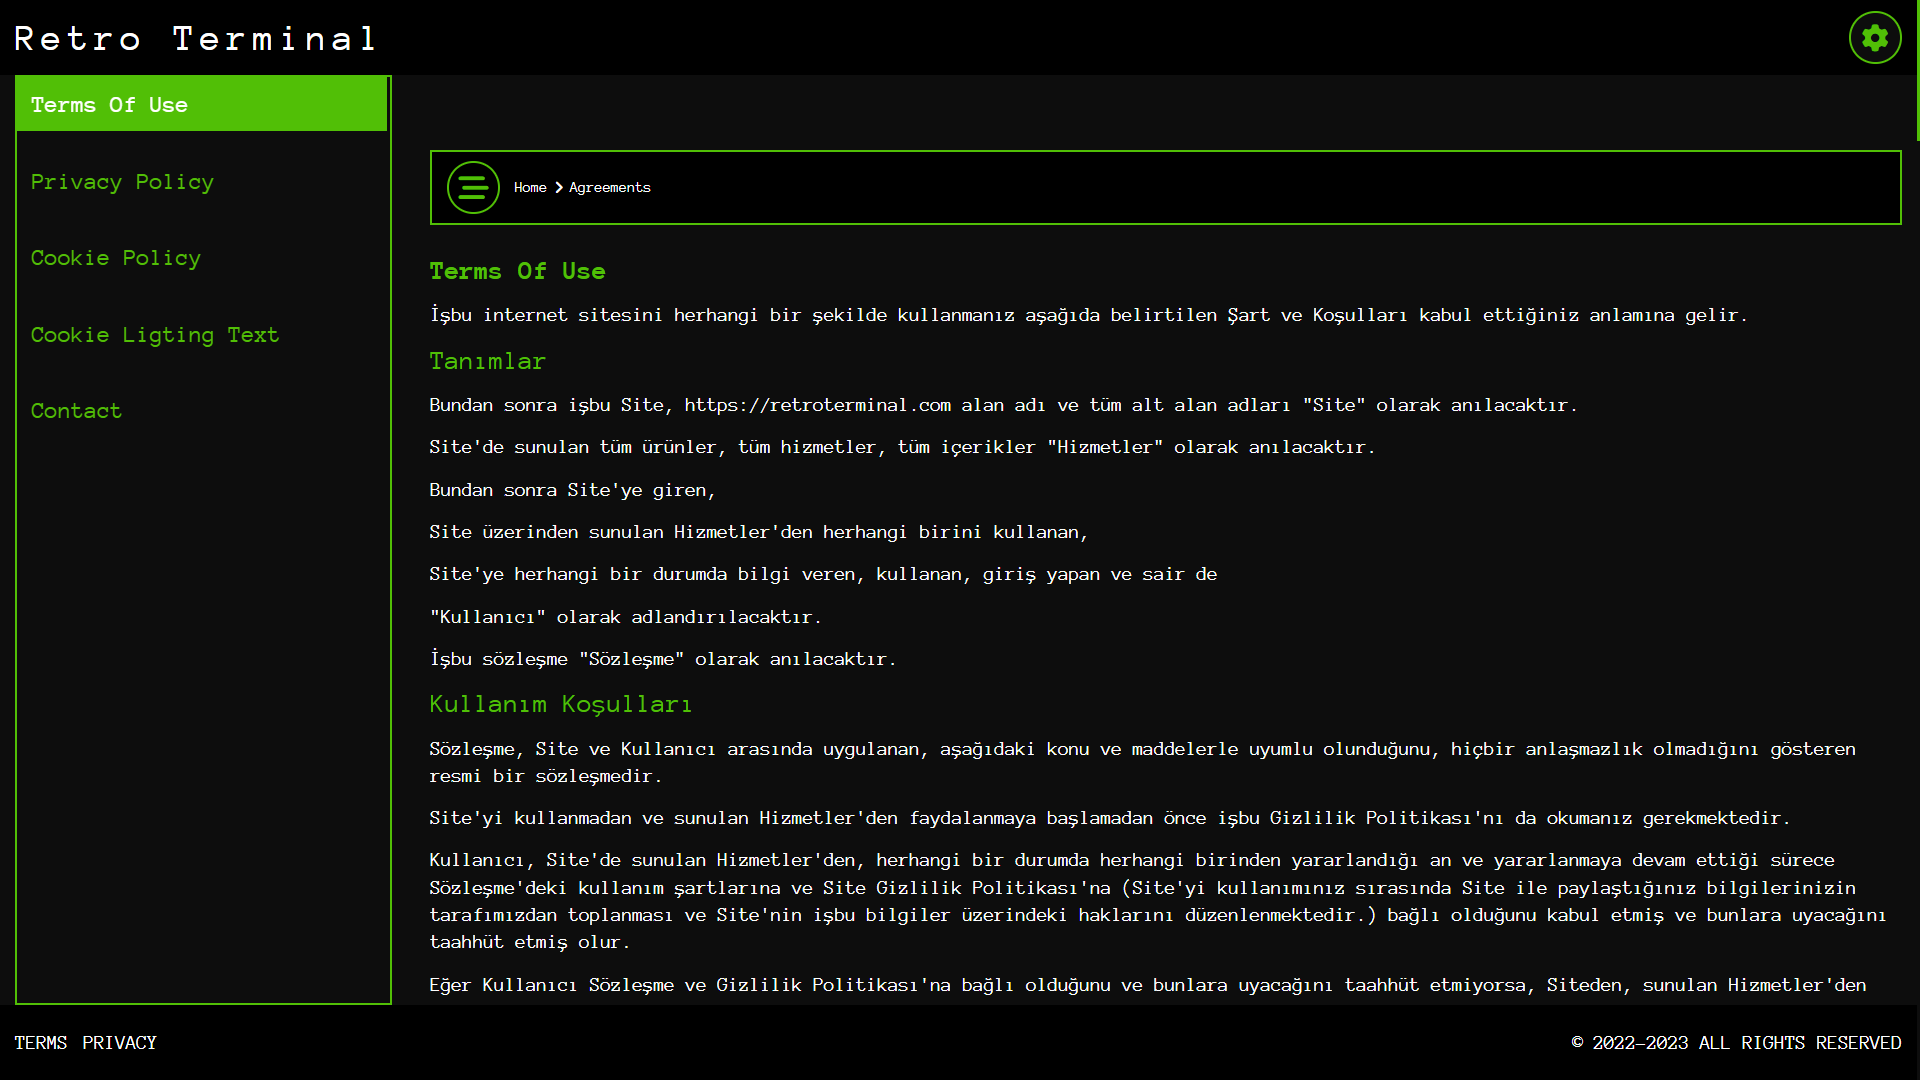 Retro Terminal
Terms Of Use
Privacy Policy
Cookie Policy
Cookie Ligting Text
Contact
Home
Agreements
Terms Of Use
İşbu internet sitesini herhangi bir şekilde kullanmanız aşağıda belirtilen Şart ve Koşulları kabul ettiğiniz anlamına gelir.
Tanımlar
Bundan sonra işbu Site, https://retroterminal.com alan adı ve tüm alt alan adları "Site" olarak anılacaktır.
Site'de sunulan tüm ürünler, tüm hizmetler, tüm içerikler "Hizmetler" olarak anılacaktır.
Bundan sonra Site'ye giren,
Site üzerinden sunulan Hizmetler'den herhangi birini kullanan,
Site'ye herhangi bir durumda bilgi veren, kullanan, giriş yapan ve sair de
"Kullanıcı" olarak adlandırılacaktır.
İşbu sözleşme "Sözleşme" olarak anılacaktır.
Kullanım Koşulları
Sözleşme, Site ve Kullanıcı arasında uygulanan, aşağıdaki konu ve maddelerle uyumlu olunduğunu, hiçbir anlaşmazlık olmadığını gösteren
resmi bir sözleşmedir.
Site'yi kullanmadan ve sunulan Hizmetler'den faydalanmaya başlamadan önce işbu Gizlilik Politikası'nı da okumanız gerekmektedir.
Kullanıcı, Site'de sunulan Hizmetler'den, herhangi bir durumda herhangi birinden yararlandığı an ve yararlanmaya devam ettiği sürece
Sözleşme'deki kullanım şartlarına ve Site Gizlilik Politikası'na (Site'yi kullanımınız sırasında Site ile paylaştığınız bilgilerinizin
tarafımızdan toplanması ve Site'nin işbu bilgiler üzerindeki haklarını düzenlenmektedir.) bağlı olduğunu kabul etmiş ve bunlara uyacağını
taahhüt etmiş olur.
Eğer Kullanıcı Sözleşme ve Gizlilik Politikası'na bağlı olduğunu ve bunlara uyacağını taahhüt etmiyorsa, Siteden, sunulan Hizmetler'den
TERMS PRIVACY
© 2022-2023 ALL RIGHTS RESERVED